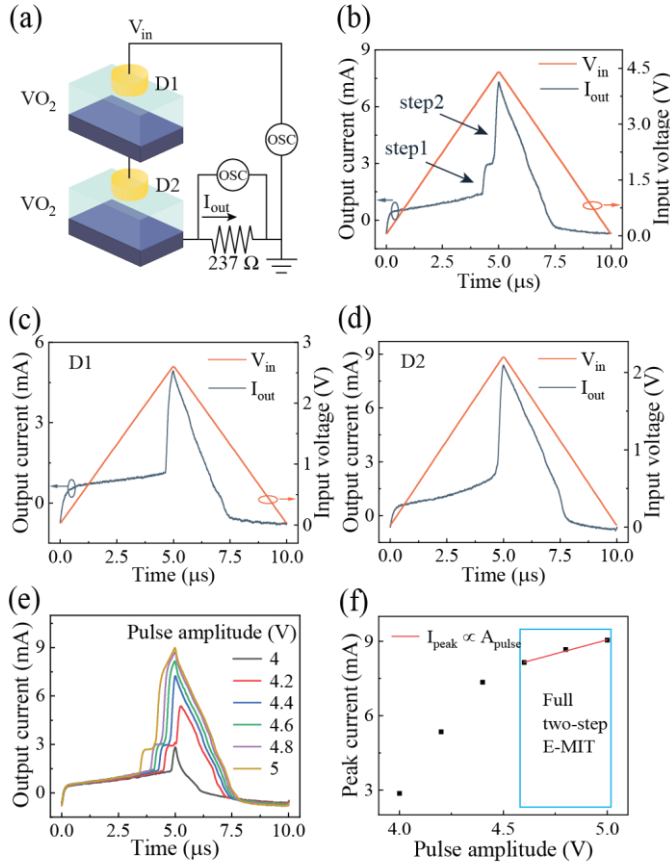 (a)
V_in
D1
VO₂
OSC
D2
VO₂
OSC
I_out
237 Ω
(b)
9
6
3
0
Output current (mA)
V_in
I_out
step2
step1
4.5
3.0
1.5
0.0
Input voltage (V)
0.0 2.5 5.0 7.5 10.0
Time (μs)
(c)
6
3
0
Output current (mA)
D1
V_in
I_out
3
2
1
0
Input voltage (V)
0.0 2.5 5.0 7.5 10.0
Time (μs)
(d)
9
6
3
0
Output current (mA)
D2
V_in
I_out
2
1
0
Input voltage (V)
0.0 2.5 5.0 7.5 10.0
Time (μs)
(e)
9
6
3
0
Output current (mA)
Pulse amplitude (V)
4
4.2
4.4
4.6
4.8
5
0.0 2.5 5.0 7.5 10.0
Time (μs)
(f)
9
6
3
Peak current (mA)
I_peak ∝ A_pulse
Full
two-step
E-MIT
4.0 4.5 5.0
Pulse amplitude (V)